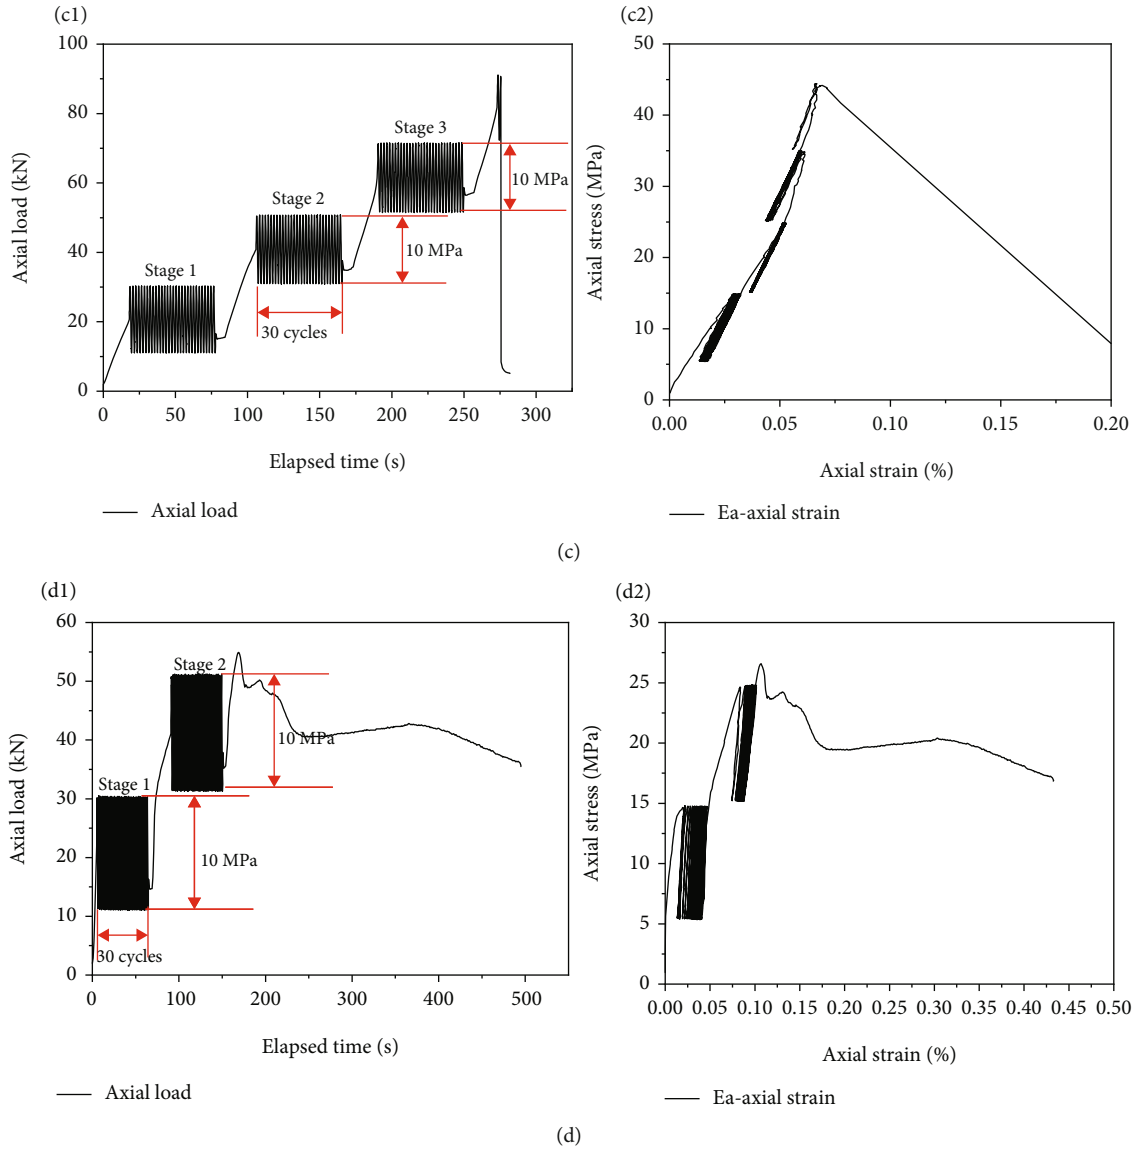 (c1)
100
80
60
40
20
0
Axial load (kN)
Stage 1
Stage 2
Stage 3
10 MPa
10 MPa
30 cycles
0 50 100 150 200 250 300
Elapsed time (s)
Axial load
(c2)
50
40
30
20
10
0
Axial stress (MPa)
0.00 0.05 0.10 0.15 0.20
Axial strain (%)
Ea-axial strain
(c)
(d1)
60
50
40
30
20
10
0
Axial load (kN)
Stage 1
Stage 2
10 MPa
10 MPa
30 cycles
0 100 200 300 400 500
Elapsed time (s)
Axial load
(d2)
30
25
20
15
10
5
0
Axial stress (MPa)
0.00 0.05 0.10 0.15 0.20 0.25 0.30 0.35 0.40 0.45 0.50
Axial strain (%)
Ea-axial strain
(d)